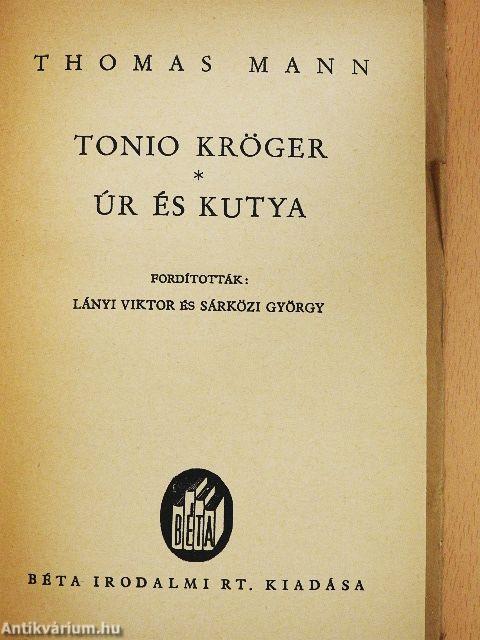 THOMAS MANN
TONIO KRÖGER
*
ÚR ÉS KUTYA
FORDÍTOTTÁK:
LÁNYI VIKTOR ÉS SÁRKÖZI GYÖRGY
BÉTA
BÉTA IRODALMI RT. KIADÁSA
Antikvárium.hu